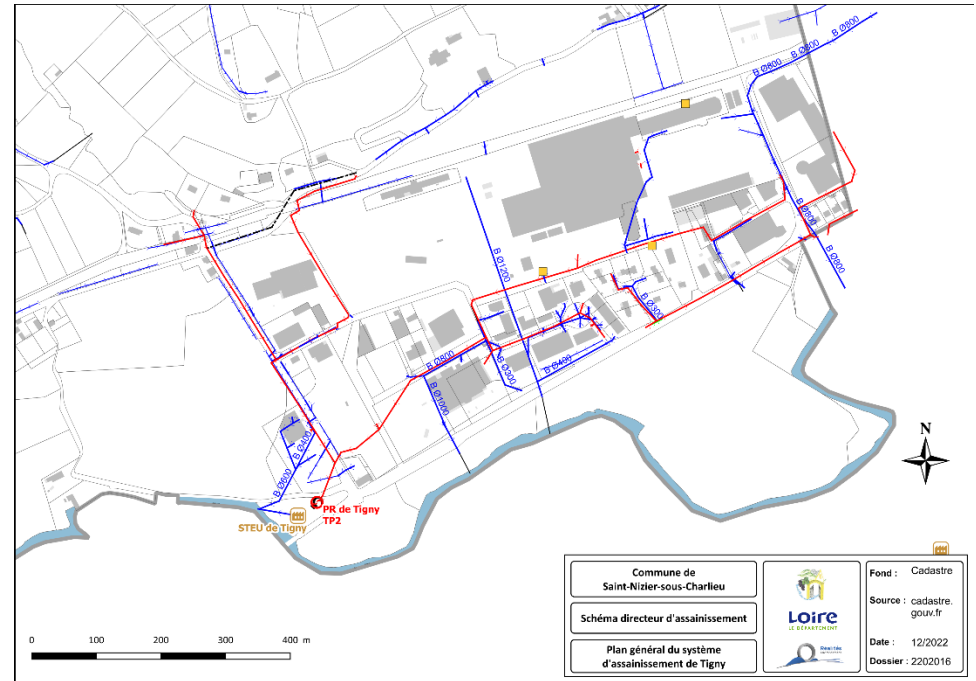 B Ø800
B Ø800
B Ø800
B Ø800
B Ø800
B Ø1200
B Ø300
B Ø800
B Ø300
B Ø400
B Ø1000
B Ø400
B Ø600
PR de Tigny
TP2
STEU de Tigny
N
0 100 200 300 400 m
Commune de
Saint-Nizier-sous-Charlieu
Schéma directeur d'assainissement
Plan général du système
d'assainissement de Tigny
LOIRE
LE DÉPARTEMENT
Réalités
Fond : Cadastre
Source : cadastre.
gouv.fr
Date : 12/2022
Dossier : 2202016